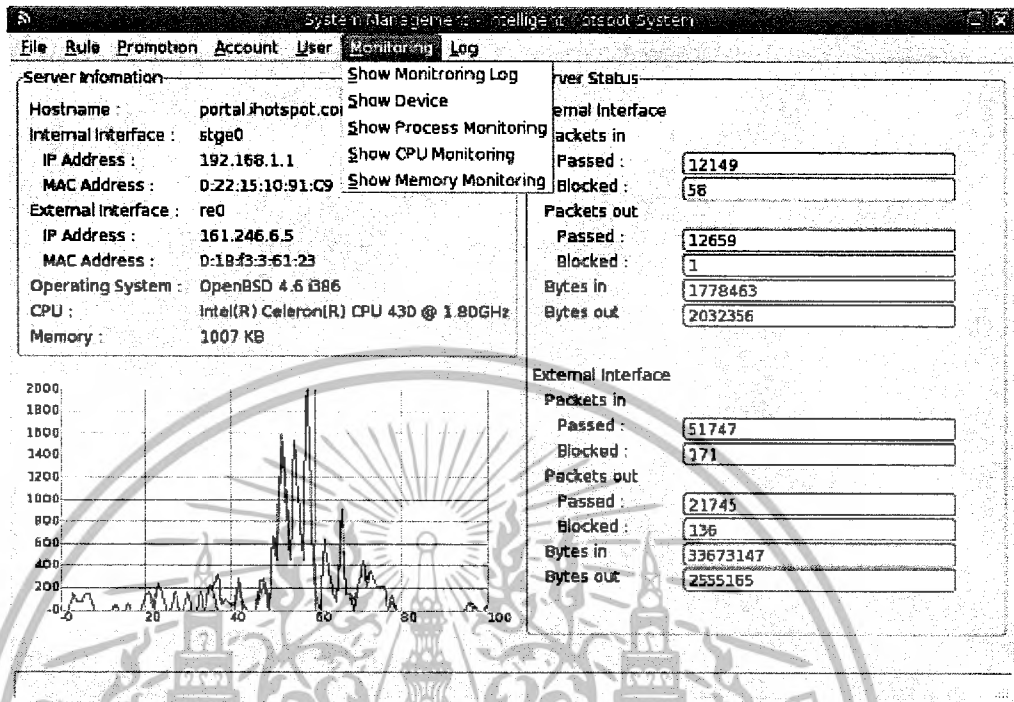 System Management - Intelligent Hotspot System
File Rule Promotion Account User Monitoring Log
Server Infomation
Hostname : portal.ihotspot.co
Internal Interface : stge0
IP Address : 192.168.1.1
MAC Address : 0:22:15:10:91:C9
External Interface : re0
IP Address : 161.246.6.5
MAC Address : 0:18:f3:3:61:23
Operating System : OpenBSD 4.6 i386
CPU : Intel(R) Celeron(R) CPU 430 @ 1.80GHz
Memory : 1007 KB
Show Monitroring Log
Show Device
Show Process Monitoring
Show CPU Monitoring
Show Memory Monitoring
rver Status
ernal Interface
ackets in
Passed : 12149
Blocked : 58
Packets out
Passed : 12659
Blocked : 1
Bytes in 1778463
Bytes out 2032356
External Interface
Packets in
Passed : 51747
Blocked : 171
Packets out
Passed : 21745
Blocked : 136
Bytes in 33673147
Bytes out 2555165
2000
1800
1600
1400
1200
1000
800
600
400
200
-0
-0 20 40 60 80 100